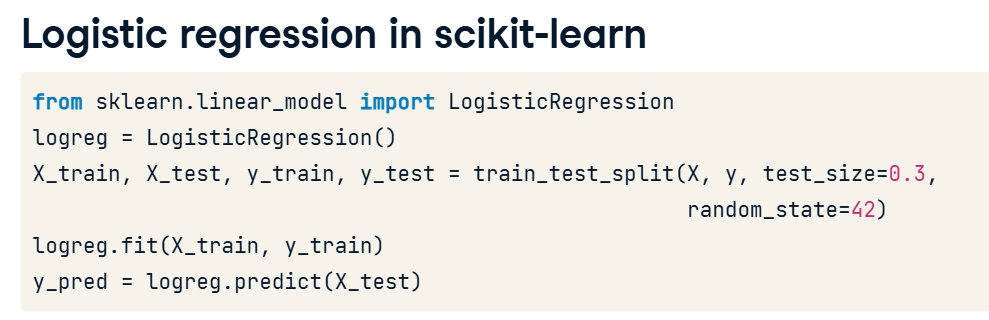 Logistic regression in scikit-learn
from sklearn.linear_model import LogisticRegression
logreg = LogisticRegression()
X_train, X_test, y_train, y_test = train_test_split(X, y, test_size=0.3,
random_state=42)
logreg.fit(X_train, y_train)
y_pred = logreg.predict(X_test)